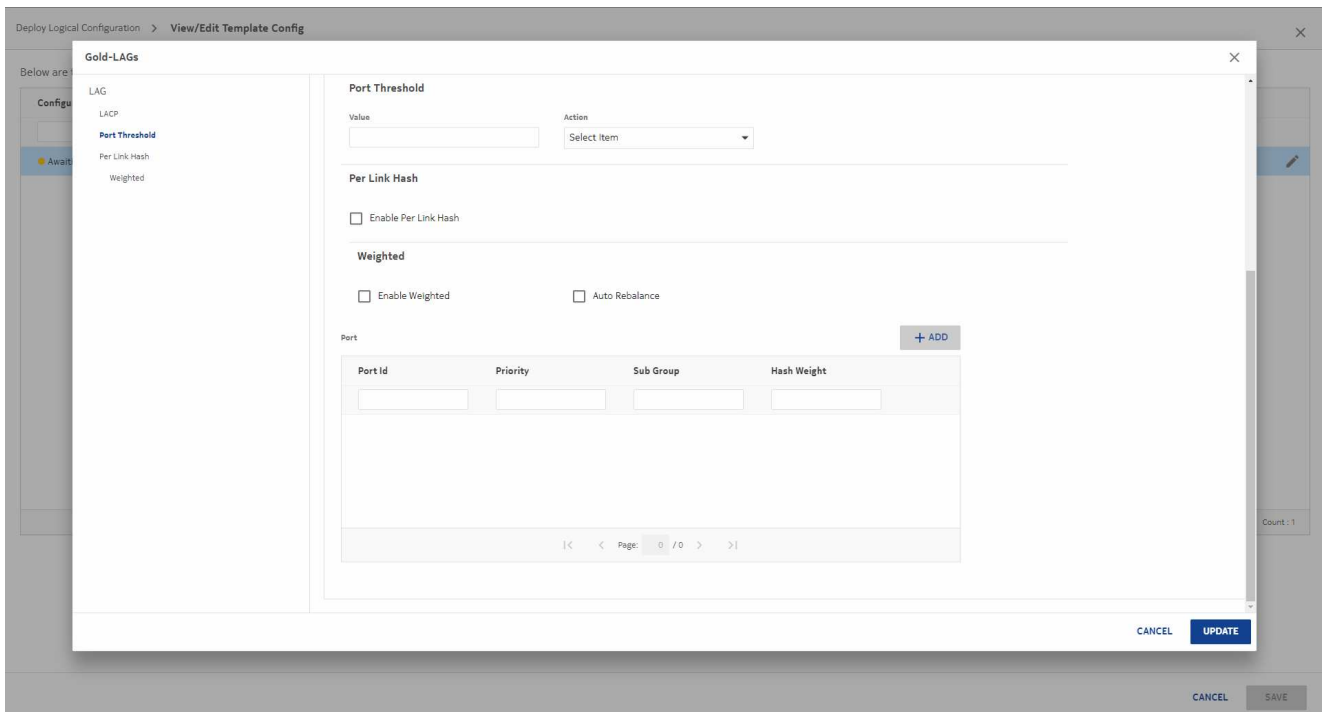 Deploy Logical Configuration > View/Edit Template Config
Gold-LAGs
Below are
Configu
Await
LAG
LACP
Port Threshold
Per Link Hash
Weighted
Port Threshold
Value Action
Select Item
Per Link Hash
Enable Per Link Hash
Weighted
Enable Weighted Auto Rebalance
Port + ADD
Port Id Priority Sub Group Hash Weight
Page: 0 / 0
Count : 1
CANCEL UPDATE
CANCEL SAVE